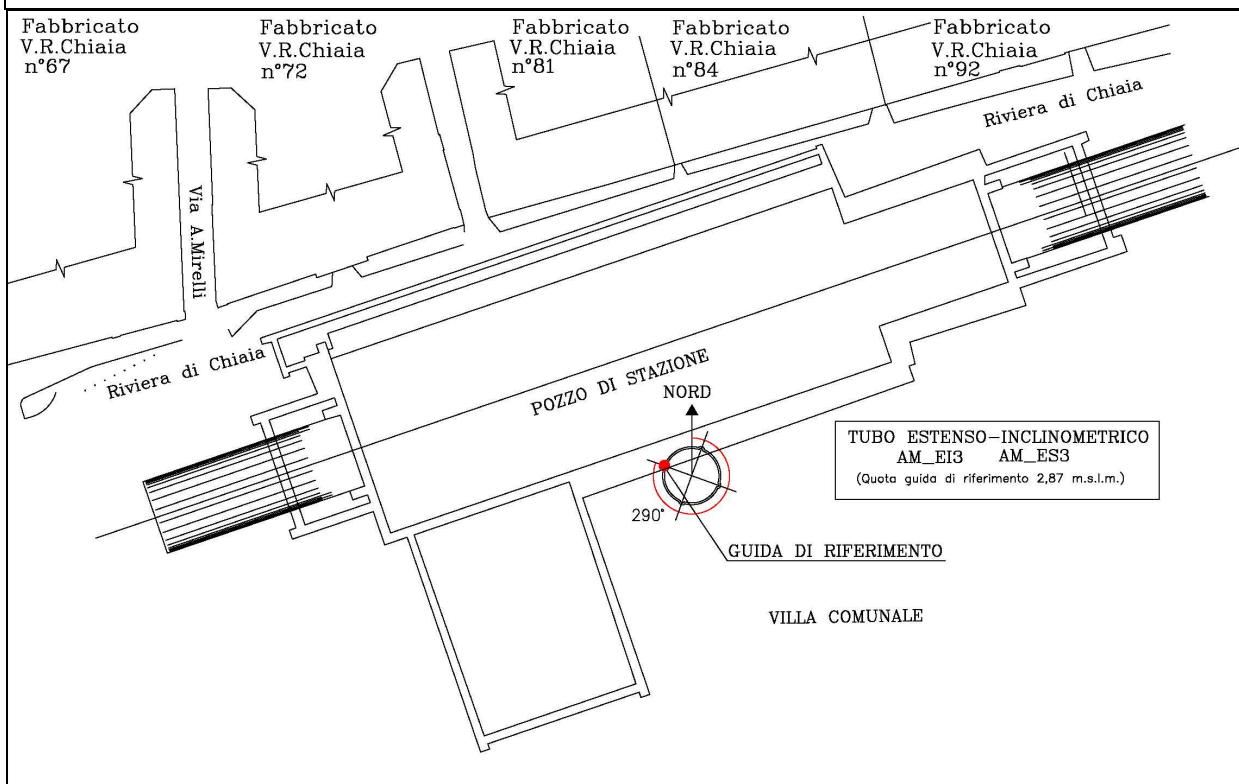 Fabbricato
V.R.Chiaia
n°67
Fabbricato
V.R.Chiaia
n°72
Fabbricato
V.R.Chiaia
n°81
Fabbricato
V.R.Chiaia
n°84
Fabbricato
V.R.Chiaia
n°92
Riviera di Chiaia
Via A.Mirelli
Riviera di Chiaia
POZZO DI STAZIONE
NORD
TUBO ESTENSO-INCLINOMETRICO
AM_EI3 AM_ES3
(Quota guida di riferimento 2,87 m.s.l.m.)
290°
GUIDA DI RIFERIMENTO
VILLA COMUNALE